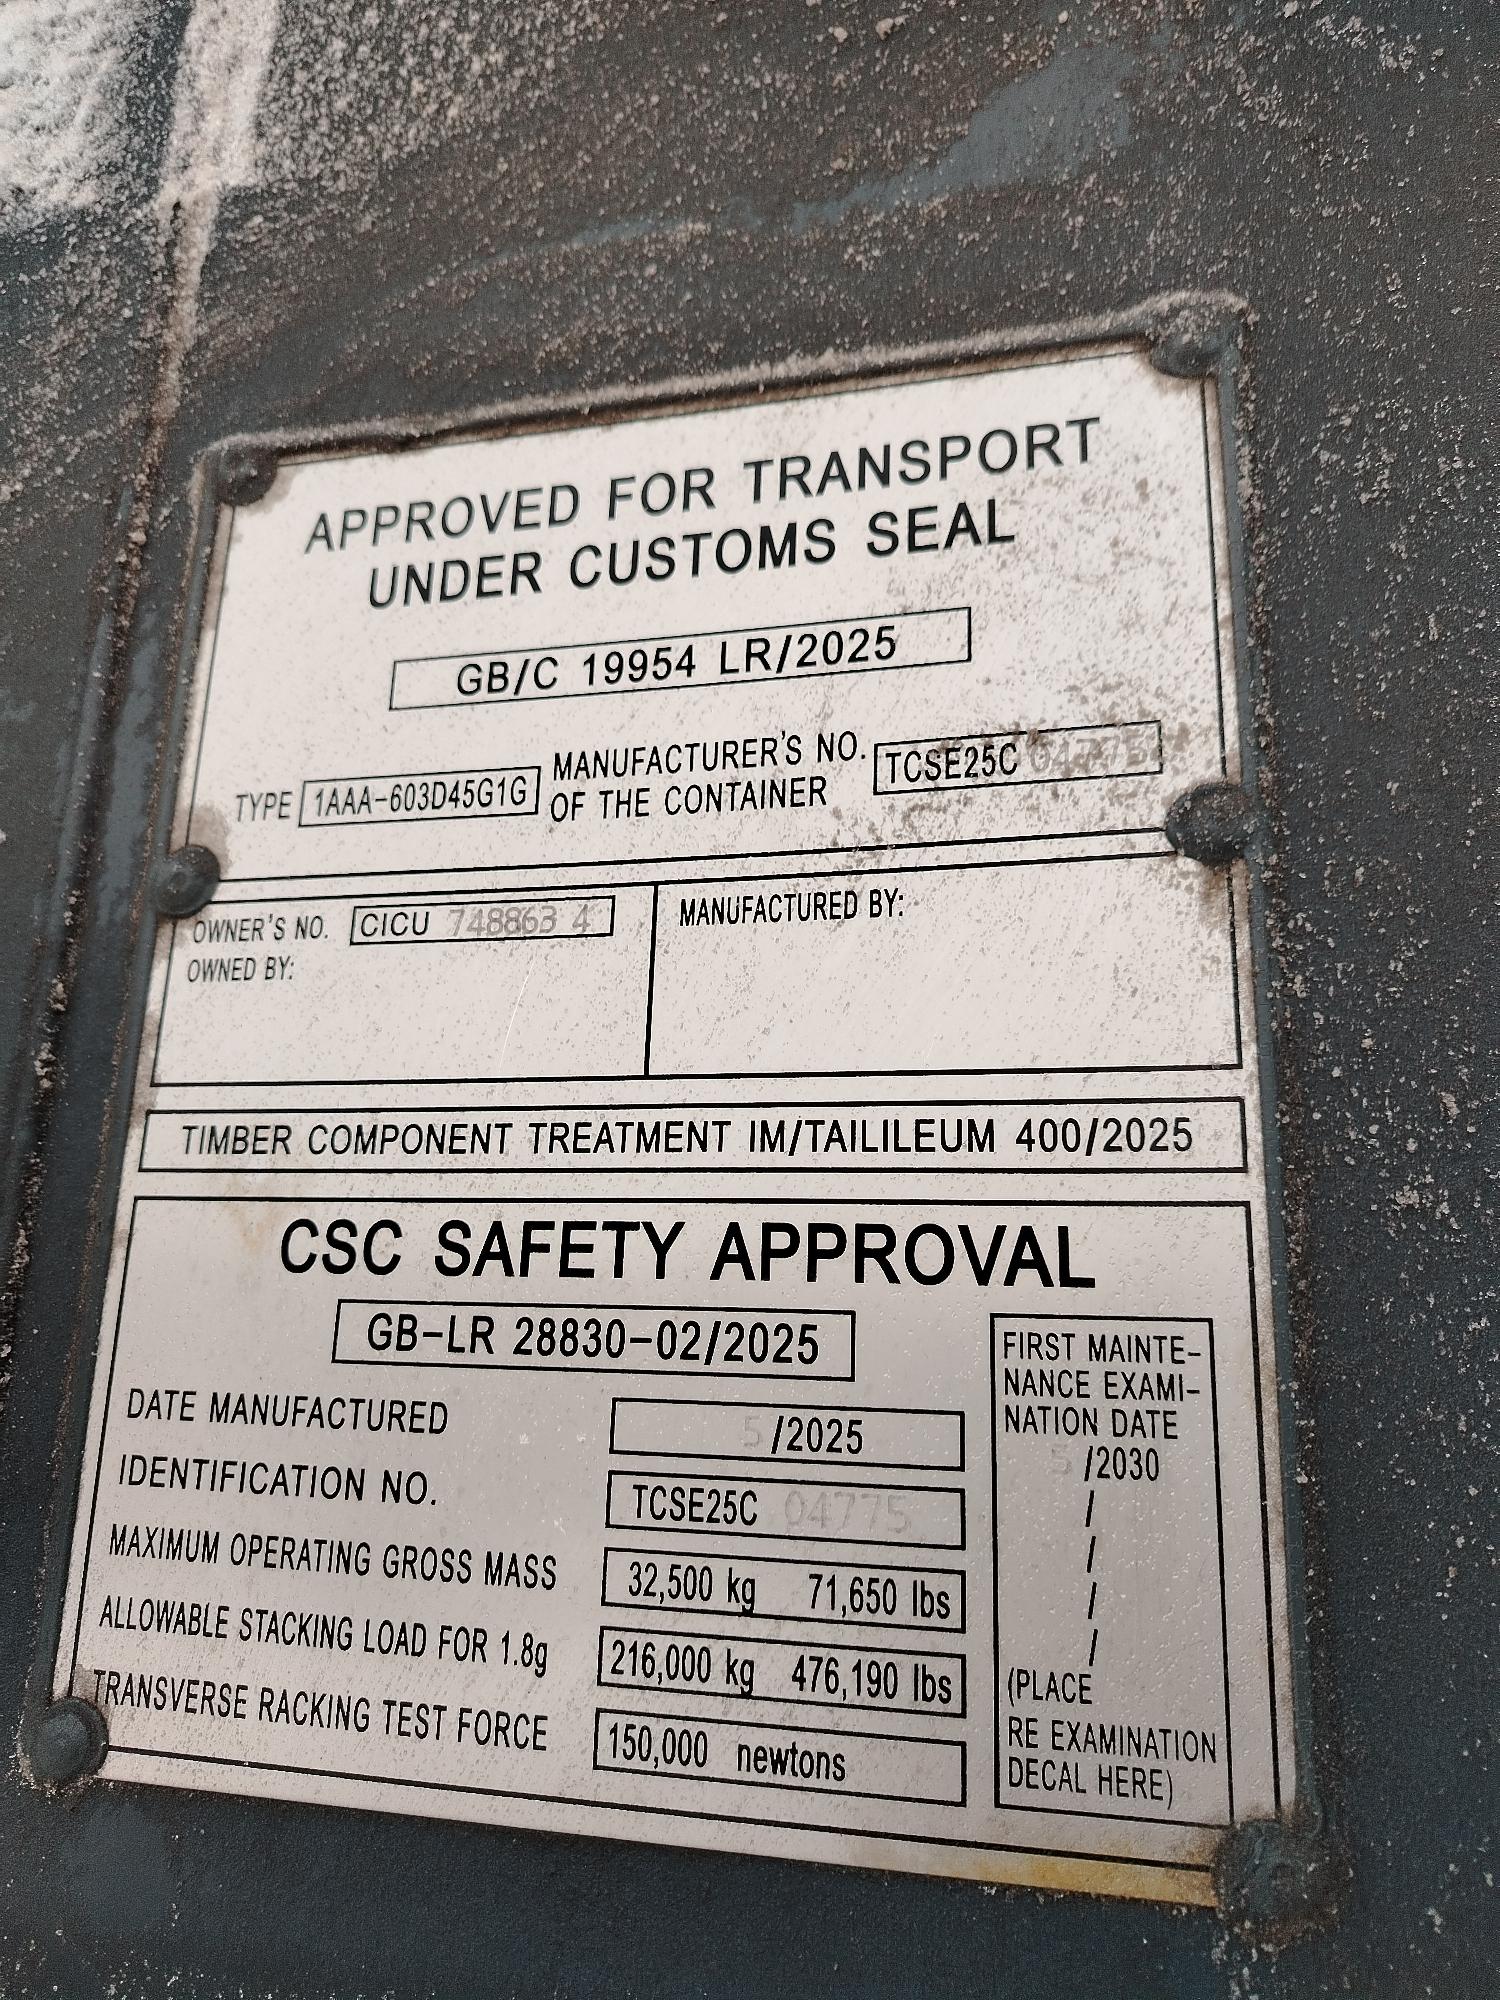 APPROVED FOR TRANSPORT
UNDER CUSTOMS SEAL
GB/C 19954 LR/2025
TYPE 1AAA-603D45G1G MANUFACTURER'S NO. OF THE CONTAINER TCSE25C 04775
OWNER'S NO. CICU 748863 4
OWNED BY:
MANUFACTURED BY:
TIMBER COMPONENT TREATMENT IM/TAILILEUM 400/2025
CSC SAFETY APPROVAL
GB-LR 28830-02/2025
DATE MANUFACTURED 5/2025
IDENTIFICATION NO. TCSE25C 04775
MAXIMUM OPERATING GROSS MASS 32,500 kg 71,650 lbs
ALLOWABLE STACKING LOAD FOR 1.8g 216,000 kg 476,190 lbs
TRANSVERSE RACKING TEST FORCE 150,000 newtons
FIRST MAINTE-
NANCE EXAMI-
NATION DATE
5/2030
/
/
/
/
(PLACE
RE EXAMINATION
DECAL HERE)